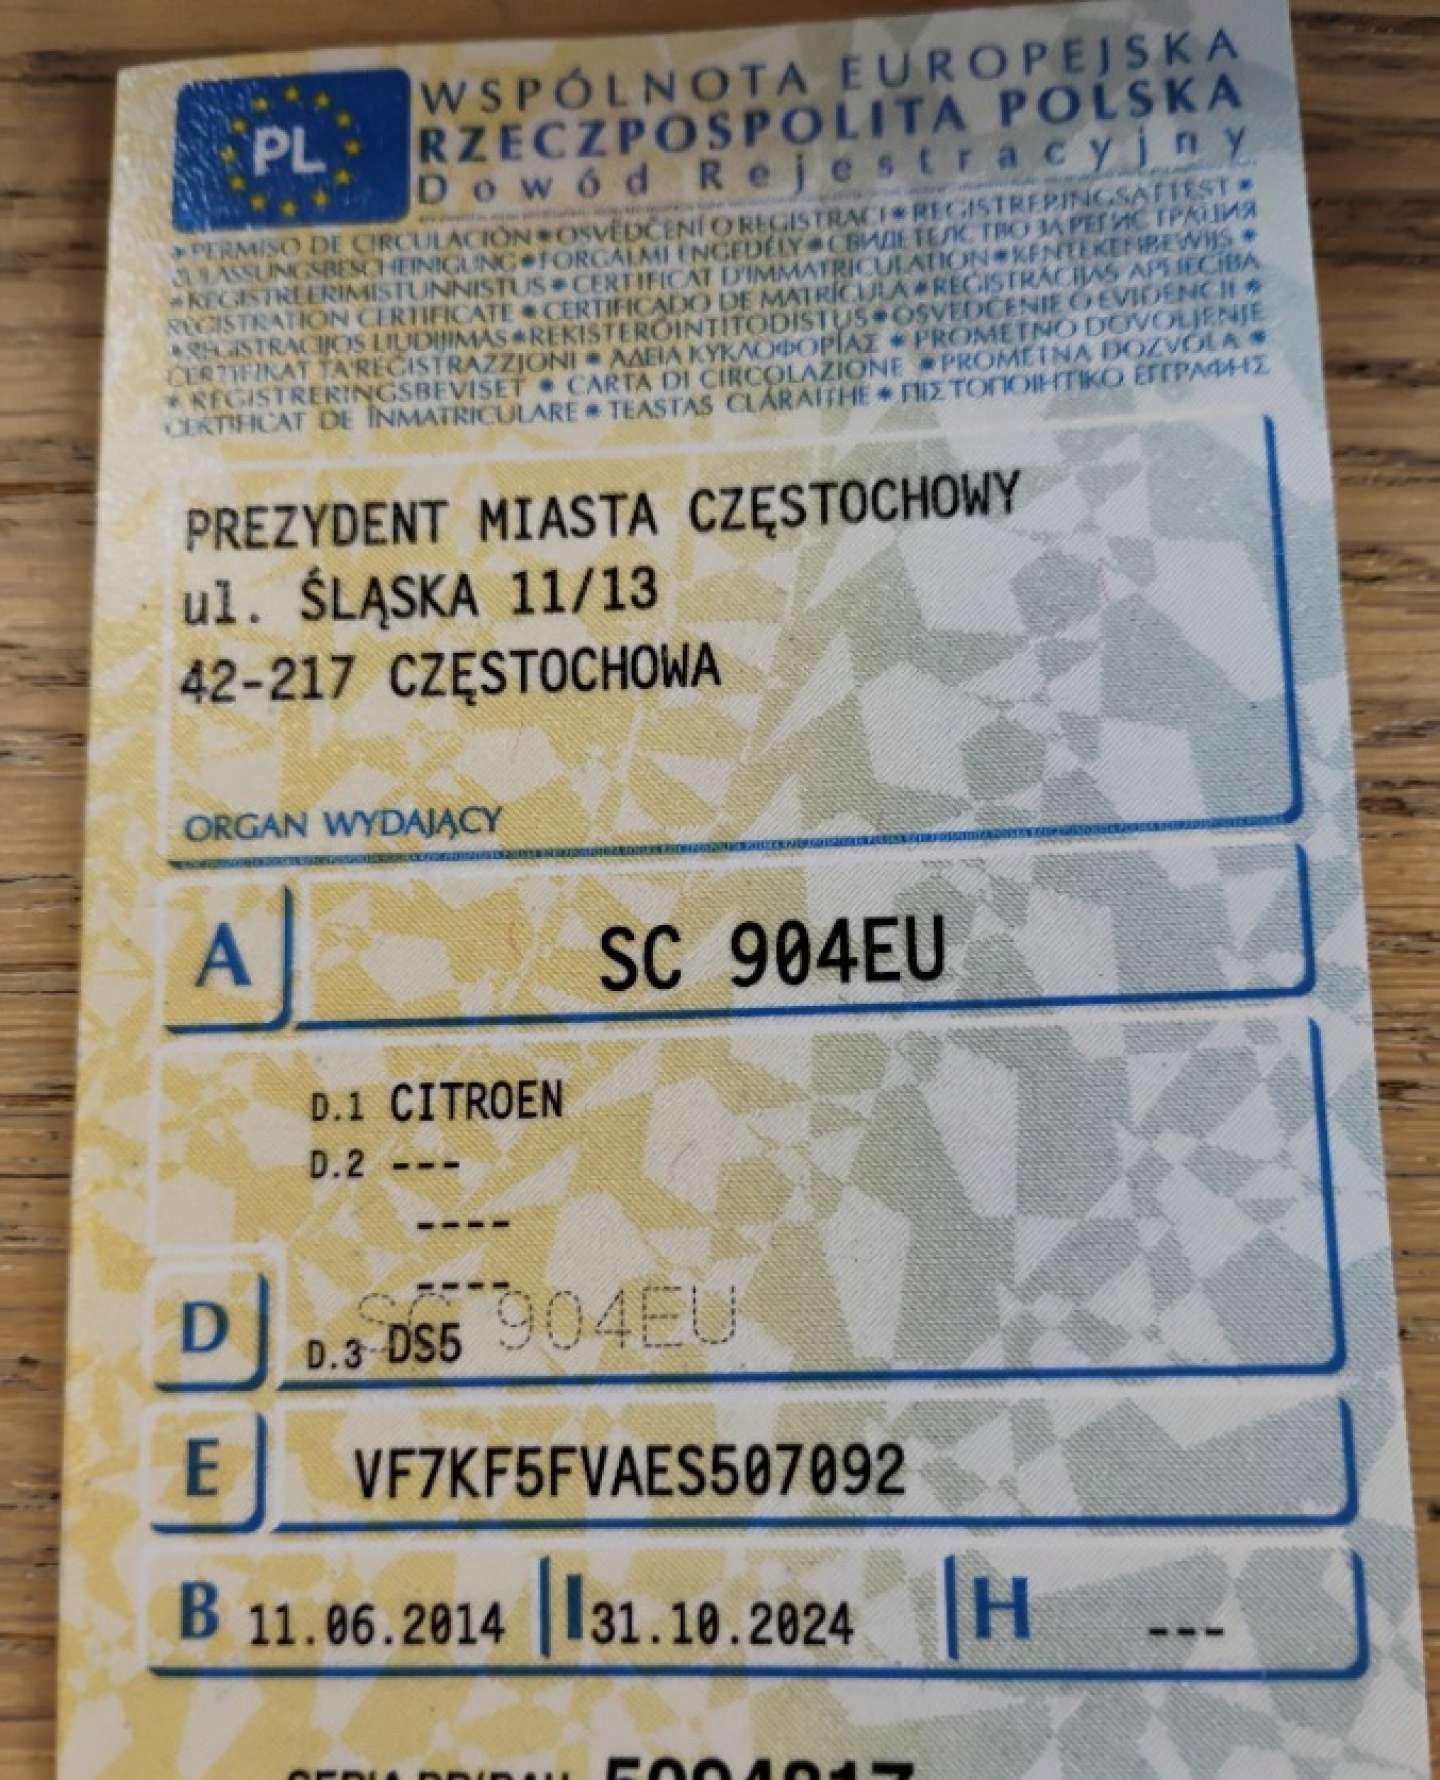 PL
WSPÓLNOTA EUROPEJSKA
RZECZPOSPOLITA POLSKA
Dowód Rejestracyjny
*PERMISO DE CIRCULACIÓN*OSVĚDČENÍ O REGISTRACI*REGISTRERINGSATTEST*
ZULASSUNGSBESCHEINIGUNG*FORGALMI ENGEDÉLY*СВИДЕТЕЛСТВО ЗА РЕГИСТРАЦИЯ
*REGISTREERIMISTUNNISTUS*CERTIFICAT D'IMMATRICULATION*KENTEKENBEWIJS*
REGISTRATION CERTIFICATE*CERTIFICADO DE MATRÍCULA*REĢISTRĀCIJAS APLIECĪBA
*REGISTRACIJOS LIUDIJIMAS*REKISTERÖINTITODISTUS*OSVEDČENIE O EVIDENCII*
ĊERTIFIKAT TA'REĠISTRAZZJONI*ΑΔΕΙΑ ΚΥΚΛΟΦΟΡΙΑΣ*PROMETNO DOVOLJENJE
*REGISTRERINGSBEVISET*CARTA DI CIRCOLAZIONE*PROMETNA DOZVOLA*
CERTIFICAT DE ÎNMATRICULARE*TEASTAS CLÁRAITHE*ΠΙΣΤΟΠΟΙΗΤΙΚΟ ΕΓΓΡΑΦΗΣ
PREZYDENT MIASTA CZĘSTOCHOWY
ul. ŚLĄSKA 11/13
42-217 CZĘSTOCHOWA
ORGAN WYDAJĄCY
A SC 904EU
D.1 CITROEN
D.2 ---
----
----
SC 904EU
D D.3 DS5
E VF7KF5FVAES507092
B 11.06.2014 I 31.10.2024 H ---